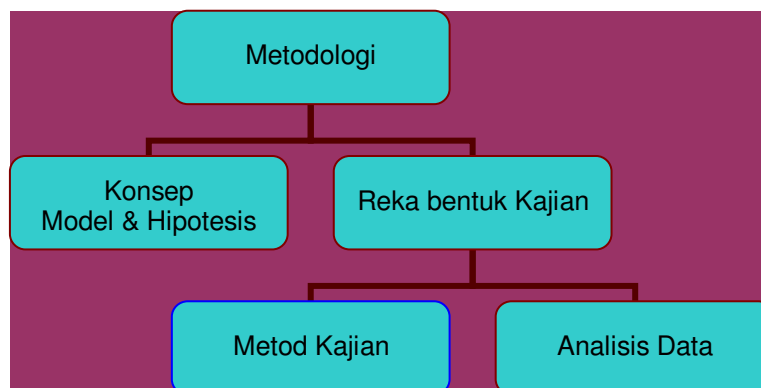 Metodologi
Konsep
Model & Hipotesis
Reka bentuk Kajian
Metod Kajian
Analisis Data